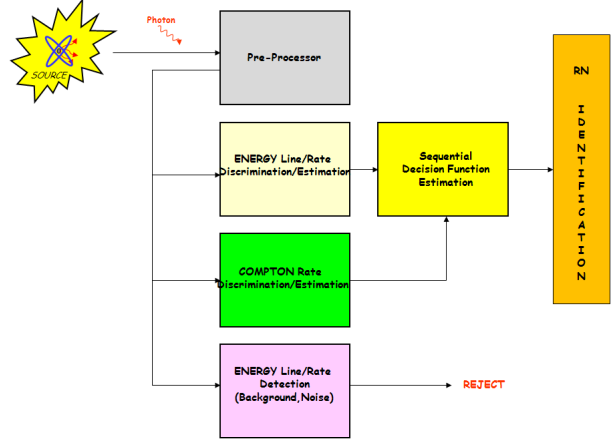 Photon
SOURCE
Pre-Processor
ENERGY Line/Rate
Discrimination/Estimation
Sequential
Decision Function
Estimation
COMPTON Rate
Discrimination/Estimation
ENERGY Line/Rate
Detection
(Background,Noise)
REJECT
RN
I
D
E
N
T
I
F
I
C
A
T
I
O
N